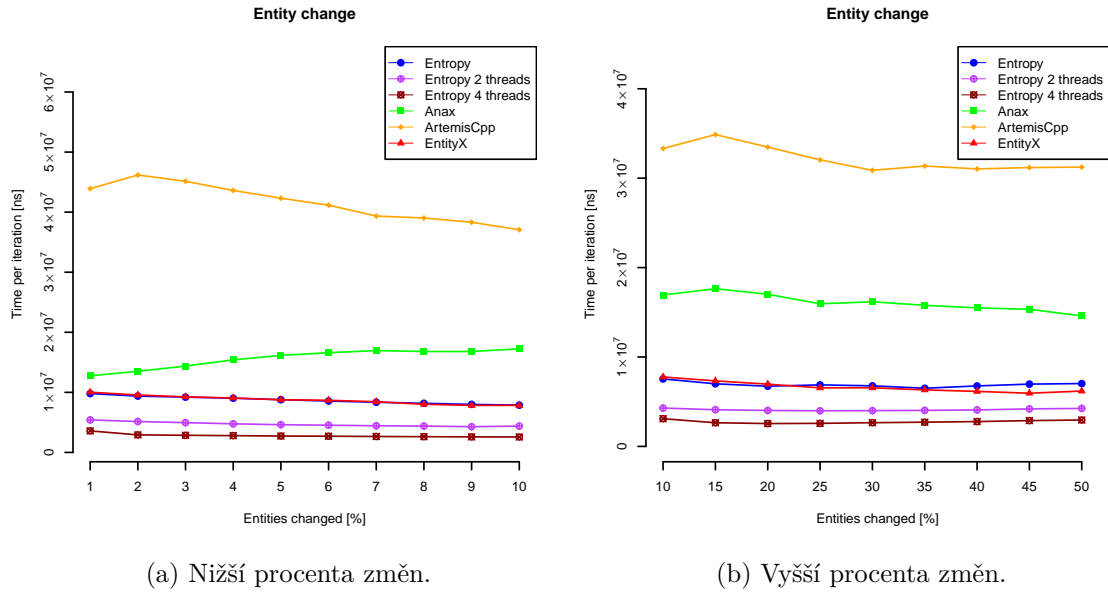 Entity change
Entropy
Entropy 2 threads
Entropy 4 threads
Anax
ArtemisCpp
EntityX
Time per iteration [ns]
0
1×10^7
2×10^7
3×10^7
4×10^7
5×10^7
6×10^7
1 2 3 4 5 6 7 8 9 10
Entities changed [%]
(a) Nižší procenta změn.
Entity change
Entropy
Entropy 2 threads
Entropy 4 threads
Anax
ArtemisCpp
EntityX
Time per iteration [ns]
0
1×10^7
2×10^7
3×10^7
4×10^7
10 15 20 25 30 35 40 45 50
Entities changed [%]
(b) Vyšší procenta změn.